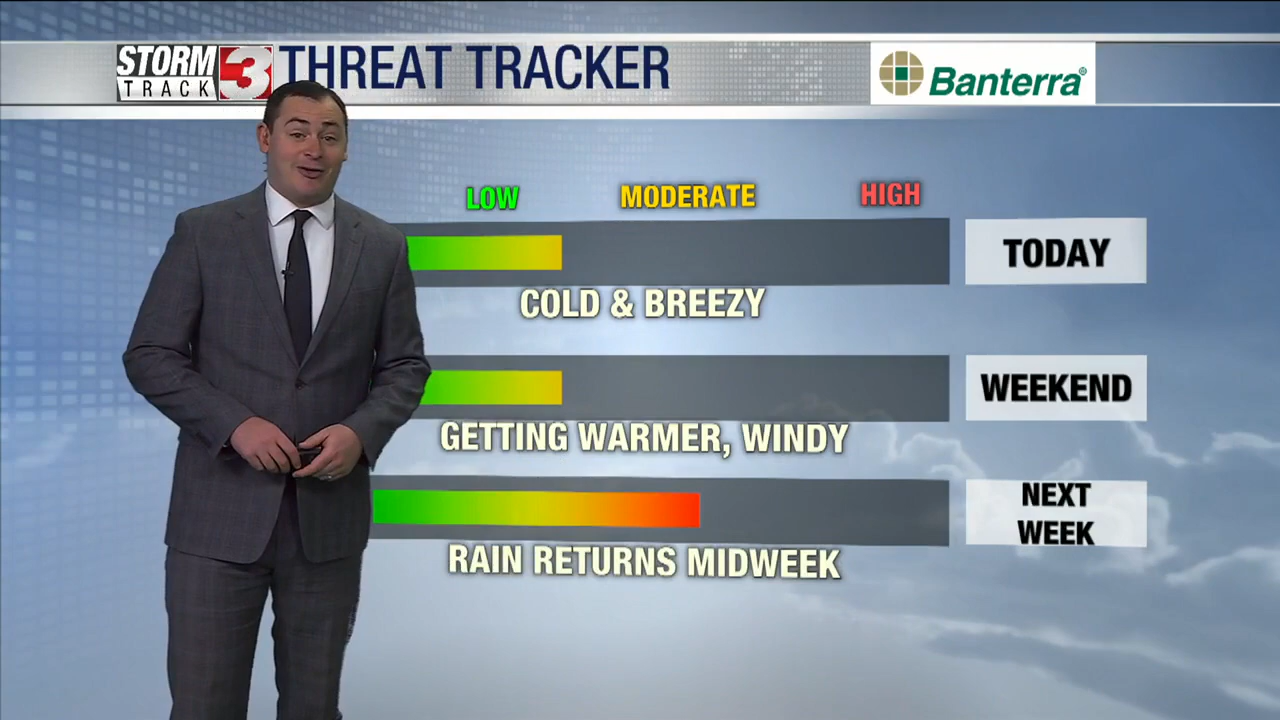 STORM
TRACK 3
THREAT TRACKER
Banterra®
LOW MODERATE HIGH
TODAY
COLD & BREEZY
WEEKEND
GETTING WARMER, WINDY
NEXT
WEEK
RAIN RETURNS MIDWEEK